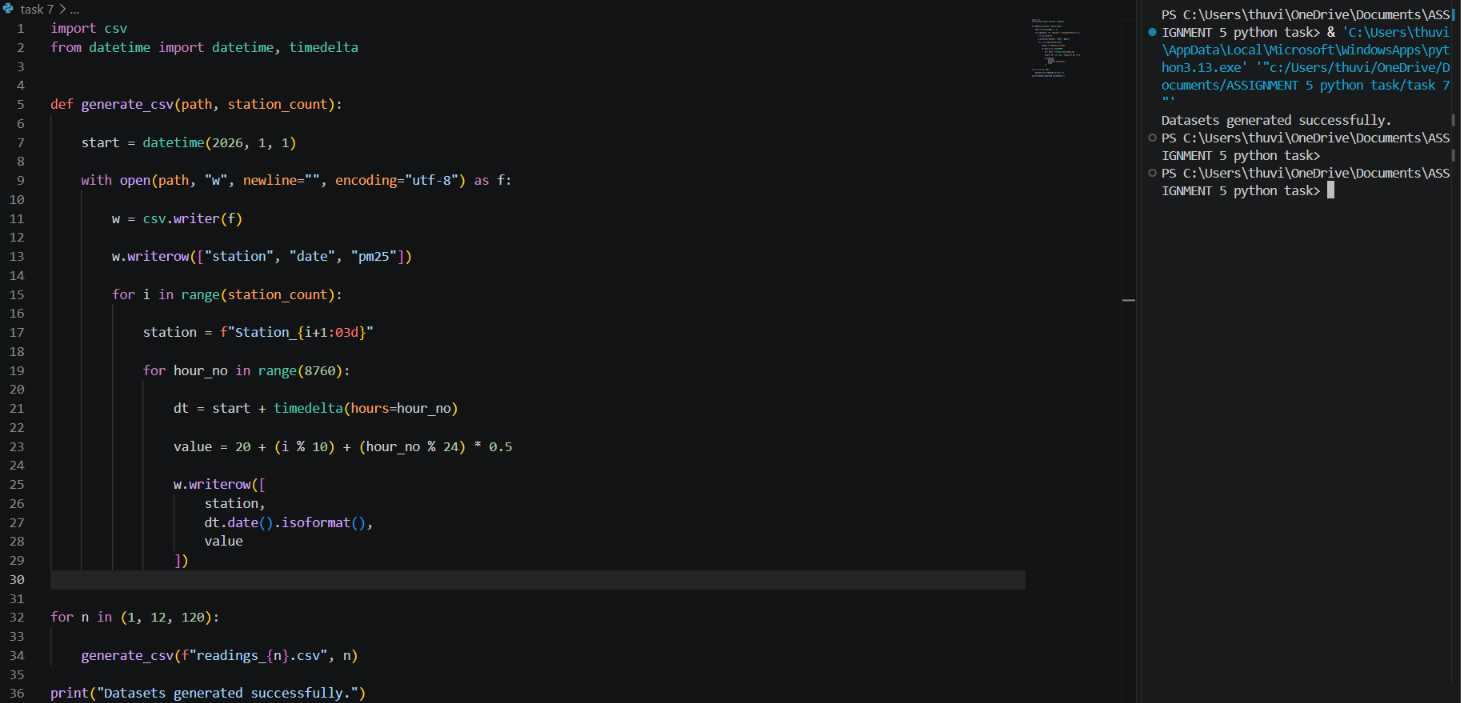 task 7 > ...
1 import csv
2 from datetime import datetime, timedelta
3
4
5 def generate_csv(path, station_count):
6
7     start = datetime(2026, 1, 1)
8
9     with open(path, "w", newline="", encoding="utf-8") as f:
10
11         w = csv.writer(f)
12
13         w.writerow(["station", "date", "pm25"])
14
15         for i in range(station_count):
16
17             station = f"Station_{i+1:03d}"
18
19             for hour_no in range(8760):
20
21                 dt = start + timedelta(hours=hour_no)
22
23                 value = 20 + (i % 10) + (hour_no % 24) * 0.5
24
25                 w.writerow([
26                     station,
27                     dt.date().isoformat(),
28                     value
29                 ])
30
31
32 for n in (1, 12, 120):
33
34     generate_csv(f"readings_{n}.csv", n)
35
36 print("Datasets generated successfully.")
PS C:\Users\thuvi\OneDrive\Documents\ASS
IGNMENT 5 python task> & 'C:\Users\thuvi
\AppData\Local\Microsoft\WindowsApps\pyt
hon3.13.exe' '"c:/Users/thuvi/OneDrive/D
ocuments/ASSIGNMENT 5 python task/task 7
"'
Datasets generated successfully.
PS C:\Users\thuvi\OneDrive\Documents\ASS
IGNMENT 5 python task>
PS C:\Users\thuvi\OneDrive\Documents\ASS
IGNMENT 5 python task>